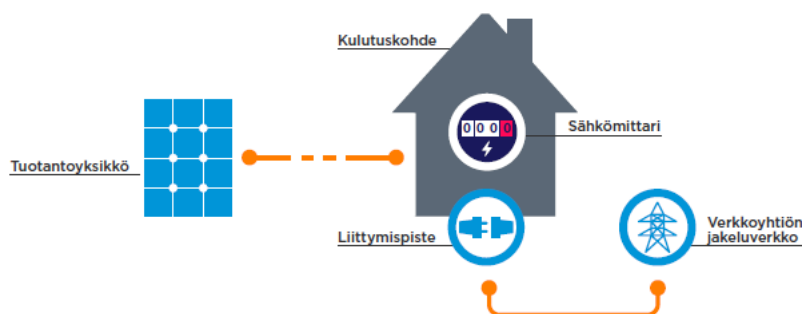 Kulutuskohde
0 0 0 0
Sähkömittari
Tuotantoyksikkö
Liittymispiste
Verkkoyhtiön
jakeluverkko